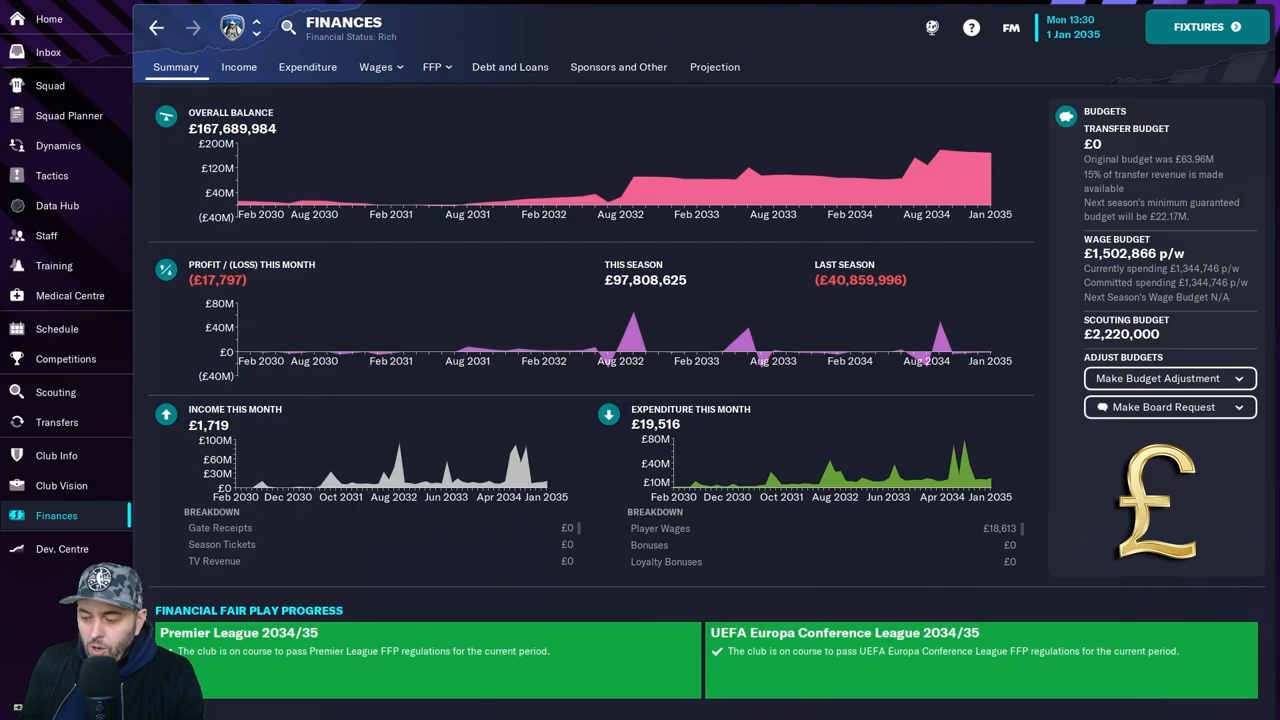 Home
Inbox
Squad
Squad Planner
Dynamics
Tactics
Data Hub
Staff
Training
Medical Centre
Schedule
Competitions
Scouting
Transfers
Club Info
Club Vision
Finances
Dev. Centre
FINANCES
Financial Status: Rich
?
FM
Mon 13:30
1 Jan 2035
FIXTURES
Summary
Income
Expenditure
Wages
FFP
Debt and Loans
Sponsors and Other
Projection
OVERALL BALANCE
£167,689,984
£200M
£120M
£40M
(£40M)
Feb 2030 Aug 2030 Feb 2031 Aug 2031 Feb 2032 Aug 2032 Feb 2033 Aug 2033 Feb 2034 Aug 2034 Jan 2035
PROFIT / (LOSS) THIS MONTH
(£17,797)
THIS SEASON
£97,808,625
LAST SEASON
(£40,859,996)
£80M
£40M
£0
(£40M)
Feb 2030 Aug 2030 Feb 2031 Aug 2031 Feb 2032 Aug 2032 Feb 2033 Aug 2033 Feb 2034 Aug 2034 Jan 2035
INCOME THIS MONTH
£1,719
£100M
£60M
£30M
£0
Feb 2030 Dec 2030 Oct 2031 Aug 2032 Jun 2033 Apr 2034 Jan 2035
BREAKDOWN
Gate Receipts £0
Season Tickets £0
TV Revenue £0
EXPENDITURE THIS MONTH
£19,516
£80M
£40M
£10M
Feb 2030 Dec 2030 Oct 2031 Aug 2032 Jun 2033 Apr 2034 Jan 2035
BREAKDOWN
Player Wages £18,613
Bonuses £0
Loyalty Bonuses £0
BUDGETS
TRANSFER BUDGET
£0
Original budget was £63.96M
15% of transfer revenue is made
available
Next season's minimum guaranteed
budget will be £22.17M.
WAGE BUDGET
£1,502,866 p/w
Currently spending £1,344,746 p/w
Committed spending £1,344,746 p/w
Next Season's Wage Budget N/A
SCOUTING BUDGET
£2,220,000
ADJUST BUDGETS
Make Budget Adjustment
Make Board Request
£
FINANCIAL FAIR PLAY PROGRESS
Premier League 2034/35
The club is on course to pass Premier League FFP regulations for the current period.
UEFA Europa Conference League 2034/35
The club is on course to pass UEFA Europa Conference League FFP regulations for the current period.